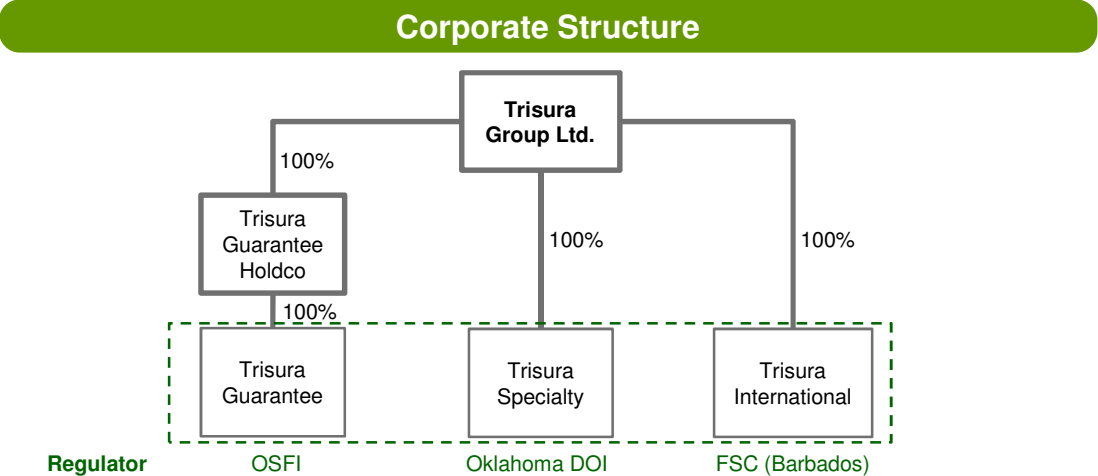 Corporate Structure
Trisura
Group Ltd.
100%
Trisura
Guarantee
Holdco
100%
100%
100%
Trisura
Guarantee
Trisura
Specialty
Trisura
International
Regulator
OSFI
Oklahoma DOI
FSC (Barbados)